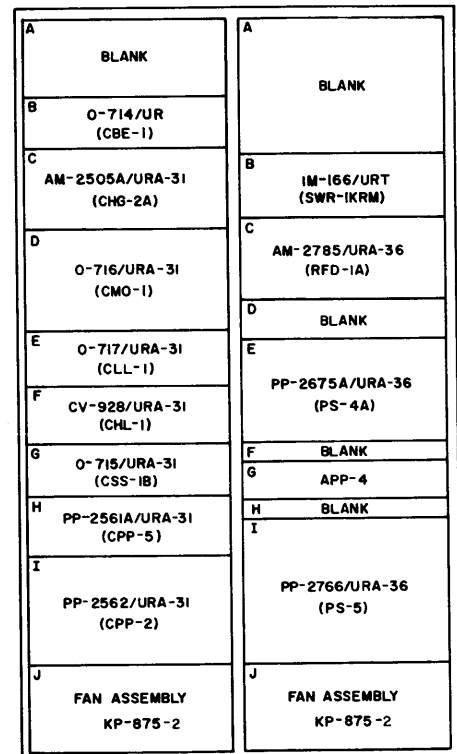 A
BLANK
B
O-714/UR
(CBE-1)
C
AM-2505A/URA-31
(CHG-2A)
D
O-716/URA-31
(CMO-1)
E
O-717/URA-31
(CLL-1)
F
CV-928/URA-31
(CHL-1)
G
O-715/URA-31
(CSS-1B)
H
PP-2561A/URA-31
(CPP-5)
I
PP-2562/URA-31
(CPP-2)
J
FAN ASSEMBLY
KP-875-2
A
BLANK
B
IM-166/URT
(SWR-1KRM)
C
AM-2785/URA-36
(RFD-1A)
D
BLANK
E
PP-2675A/URA-36
(PS-4A)
F BLANK
G
APP-4
H BLANK
I
PP-2766/URA-36
(PS-5)
J
FAN ASSEMBLY
KP-875-2